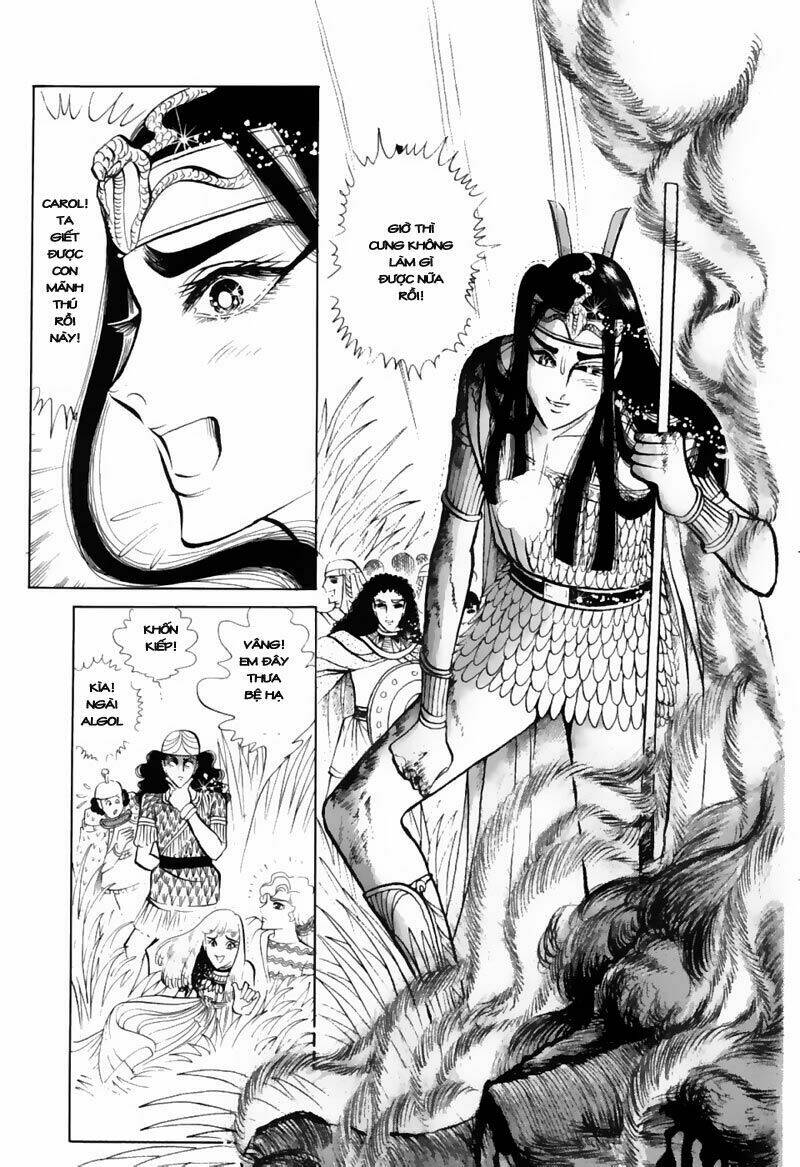 CAROL!
TA
GIẾT
ĐƯỢC
CON
MÃNH
THÚ
RỒI
NÀY!
GIỜ THÌ
CƯNG KHÔNG
LÀM GÌ
ĐƯỢC NỮA
RỒI!
VÂNG!
EM ĐÂY
THƯA
BỆ HẠ
KHỐN
KIẾP!
KÌA!
NGÀI
ALGOL